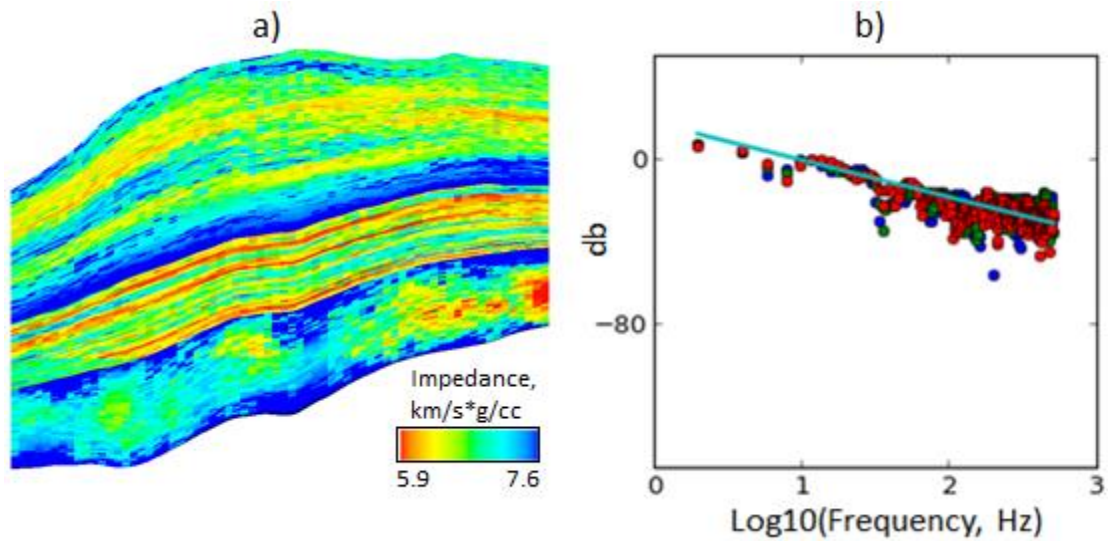 a)
Impedance,
km/s*g/cc
5.9 7.6
b)
db
0
−80
0 1 2 3
Log10(Frequency, Hz)